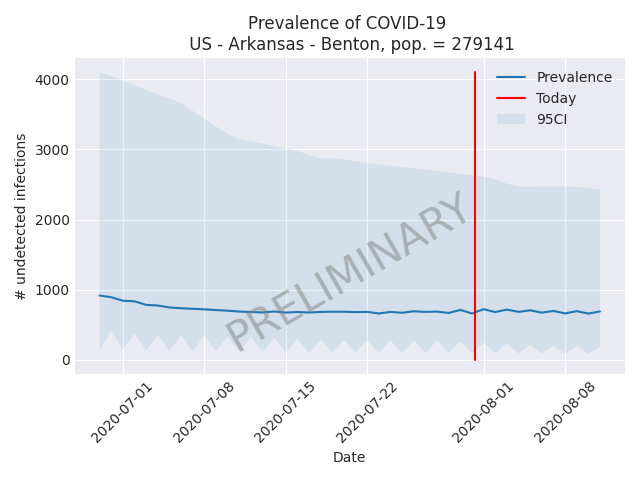 Prevalence of COVID-19
US - Arkansas - Benton, pop. = 279141
Prevalence
Today
95CI
4000
3000
2000
1000
0
# undetected infections
PRELIMINARY
2020-07-01
2020-07-08
2020-07-15
2020-07-22
2020-08-01
2020-08-08
Date